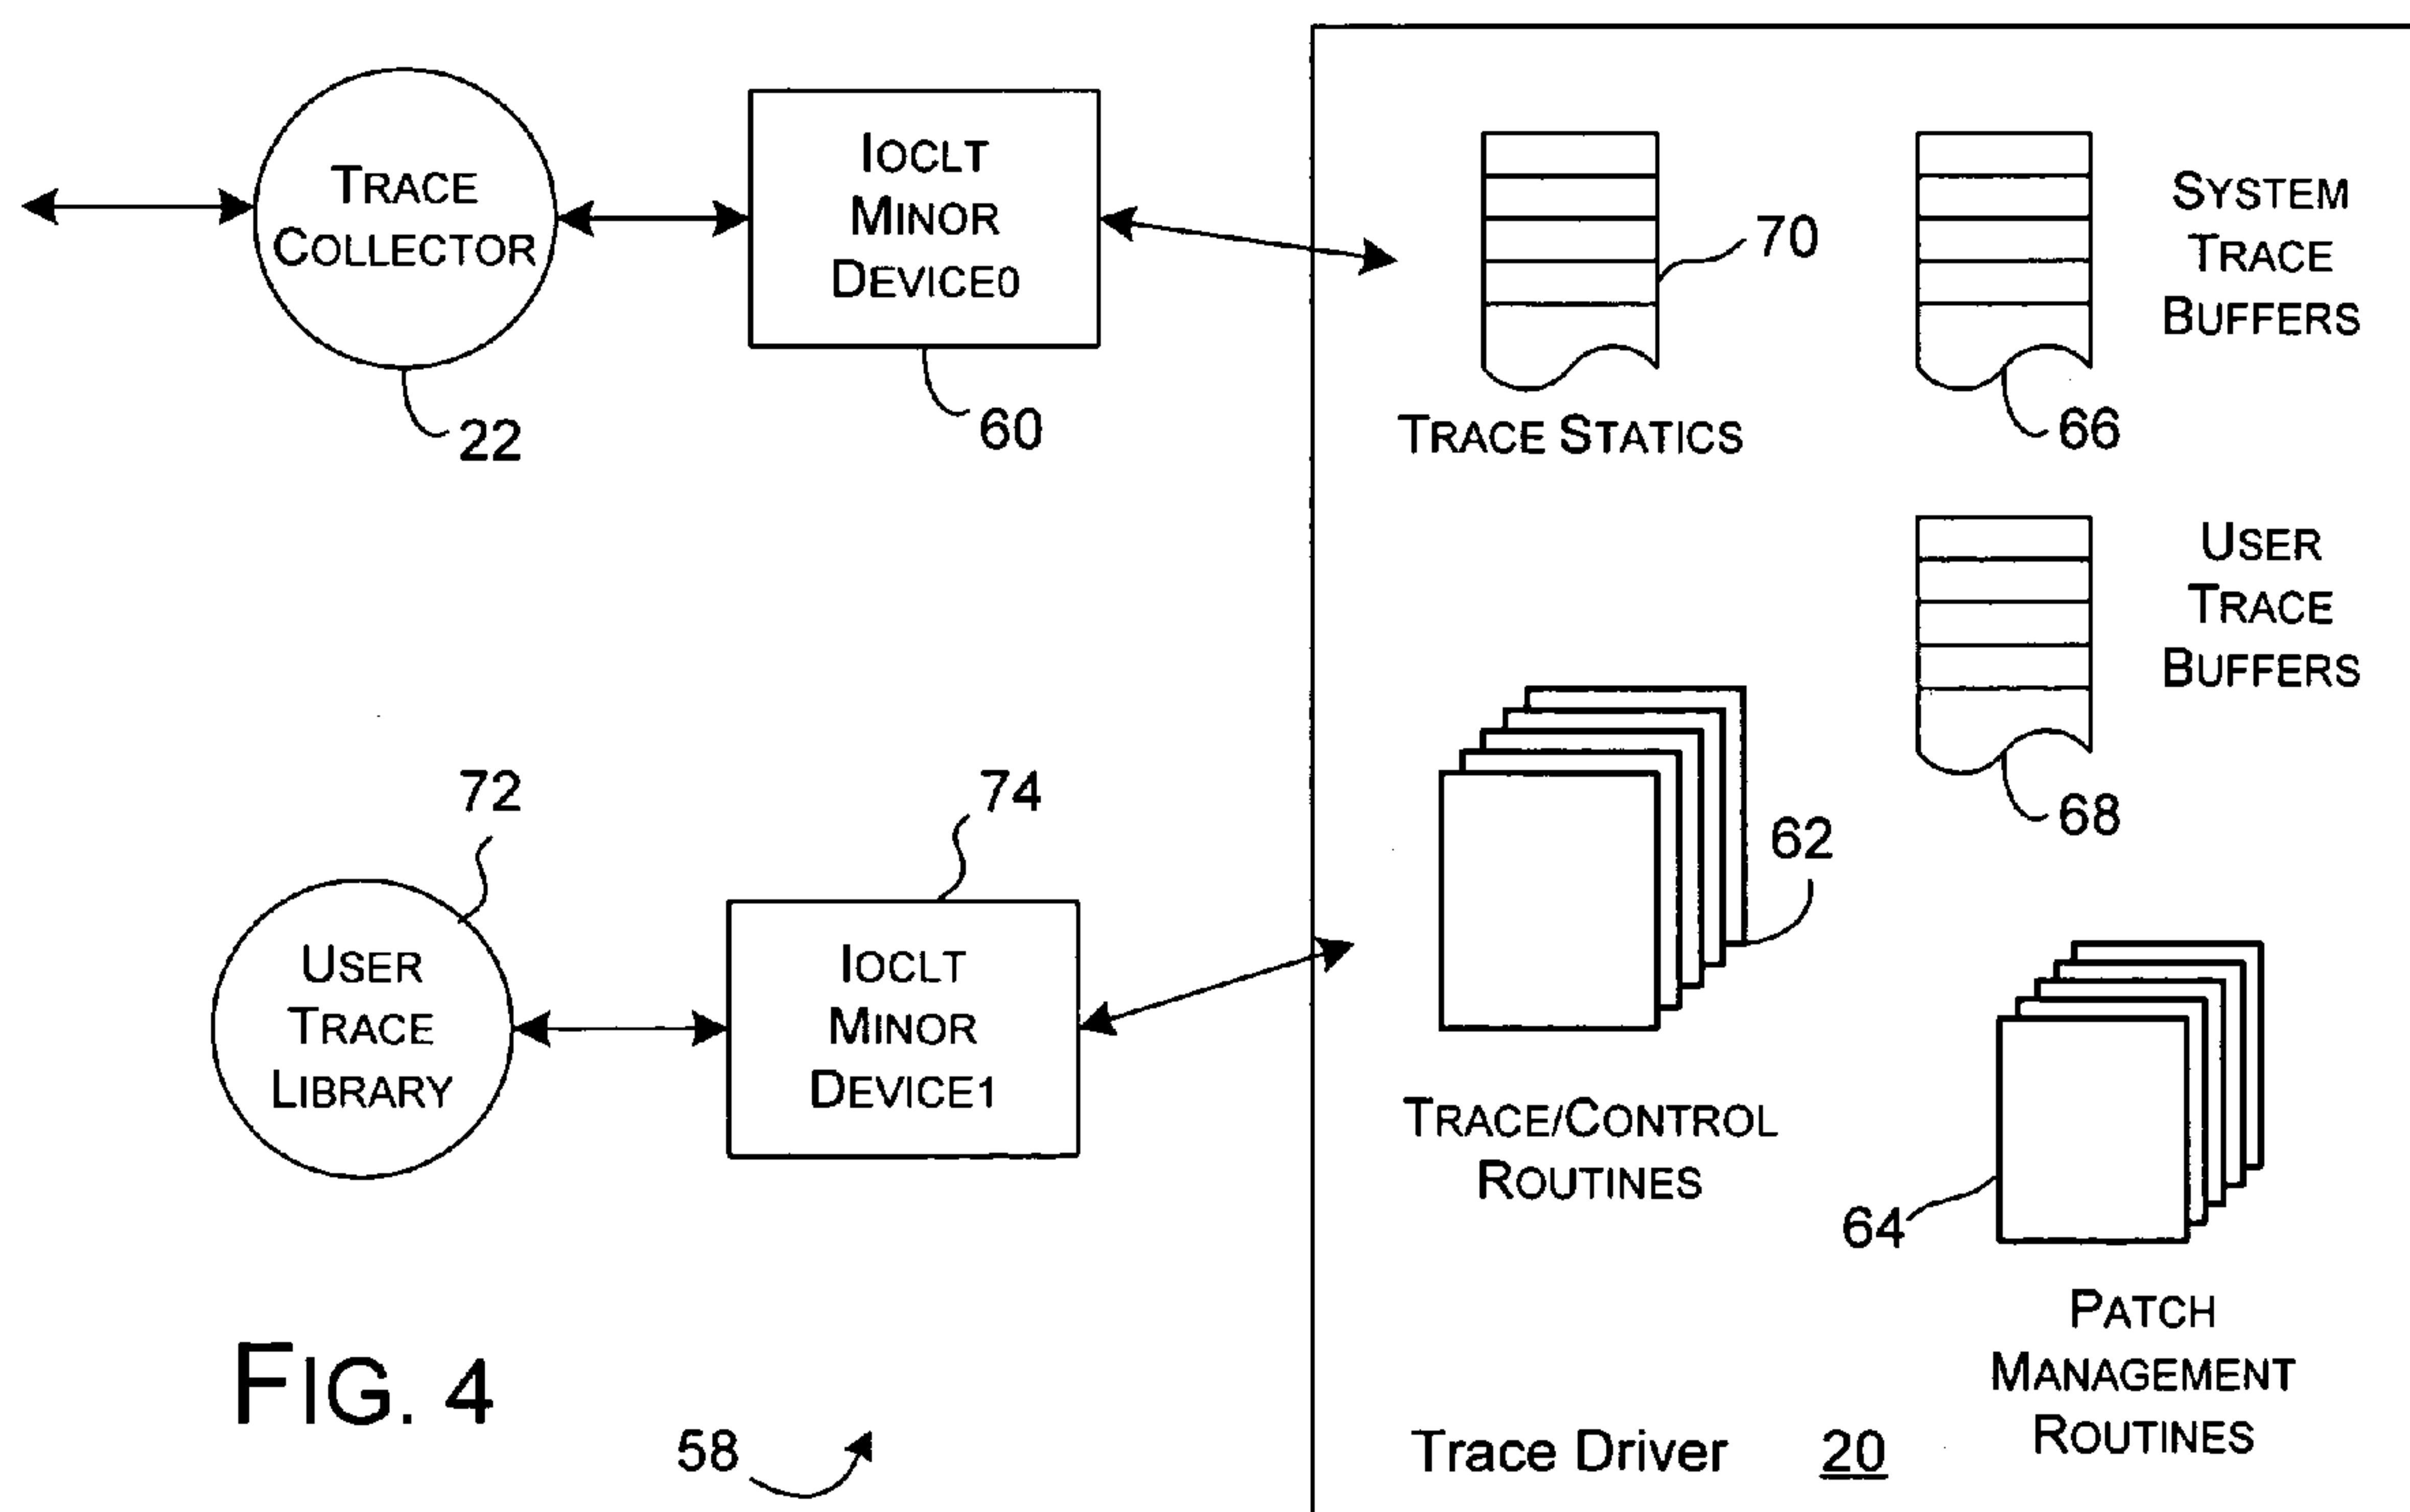 TRACE
COLLECTOR
22
IOCLT
MINOR
DEVICE0
60
70
TRACE STATICS
SYSTEM
TRACE
BUFFERS
66
USER
TRACE
BUFFERS
68
72
USER
TRACE
LIBRARY
74
IOCLT
MINOR
DEVICE1
62
TRACE/CONTROL
ROUTINES
64
PATCH
MANAGEMENT
ROUTINES
Trace Driver 20
FIG. 4
58